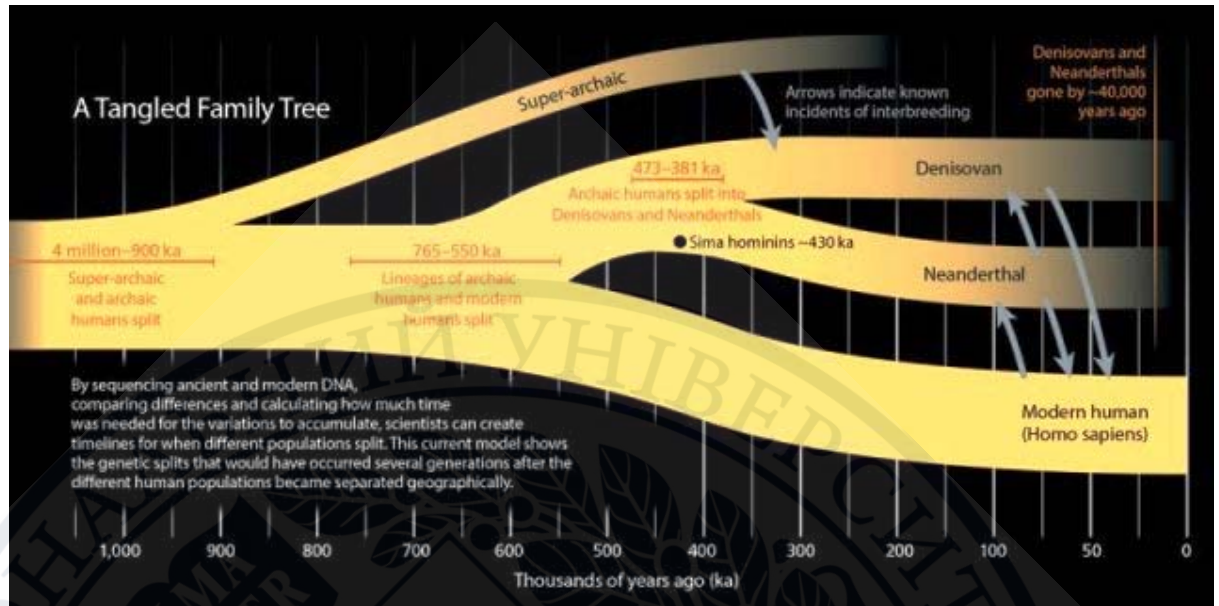 A Tangled Family Tree
Super-archaic
Arrows indicate known
incidents of interbreeding
Denisovans and
Neanderthals
gone by ~40,000
years ago
473–381 ka
Archaic humans split into
Denisovans and Neanderthals
Denisovan
Sima hominins ~430 ka
Neanderthal
4 million–900 ka
Super-archaic
and archaic
humans split
765–550 ka
Lineages of archaic
humans and modern
humans split
Modern human
(Homo sapiens)
By sequencing ancient and modern DNA,
comparing differences and calculating how much time
was needed for the variations to accumulate, scientists can create
timelines for when different populations split. This current model shows
the genetic splits that would have occurred several generations after the
different human populations became separated geographically.
1,000 900 800 700 600 500 400 300 200 100 50 0
Thousands of years ago (ka)
УНІВЕРСИТ